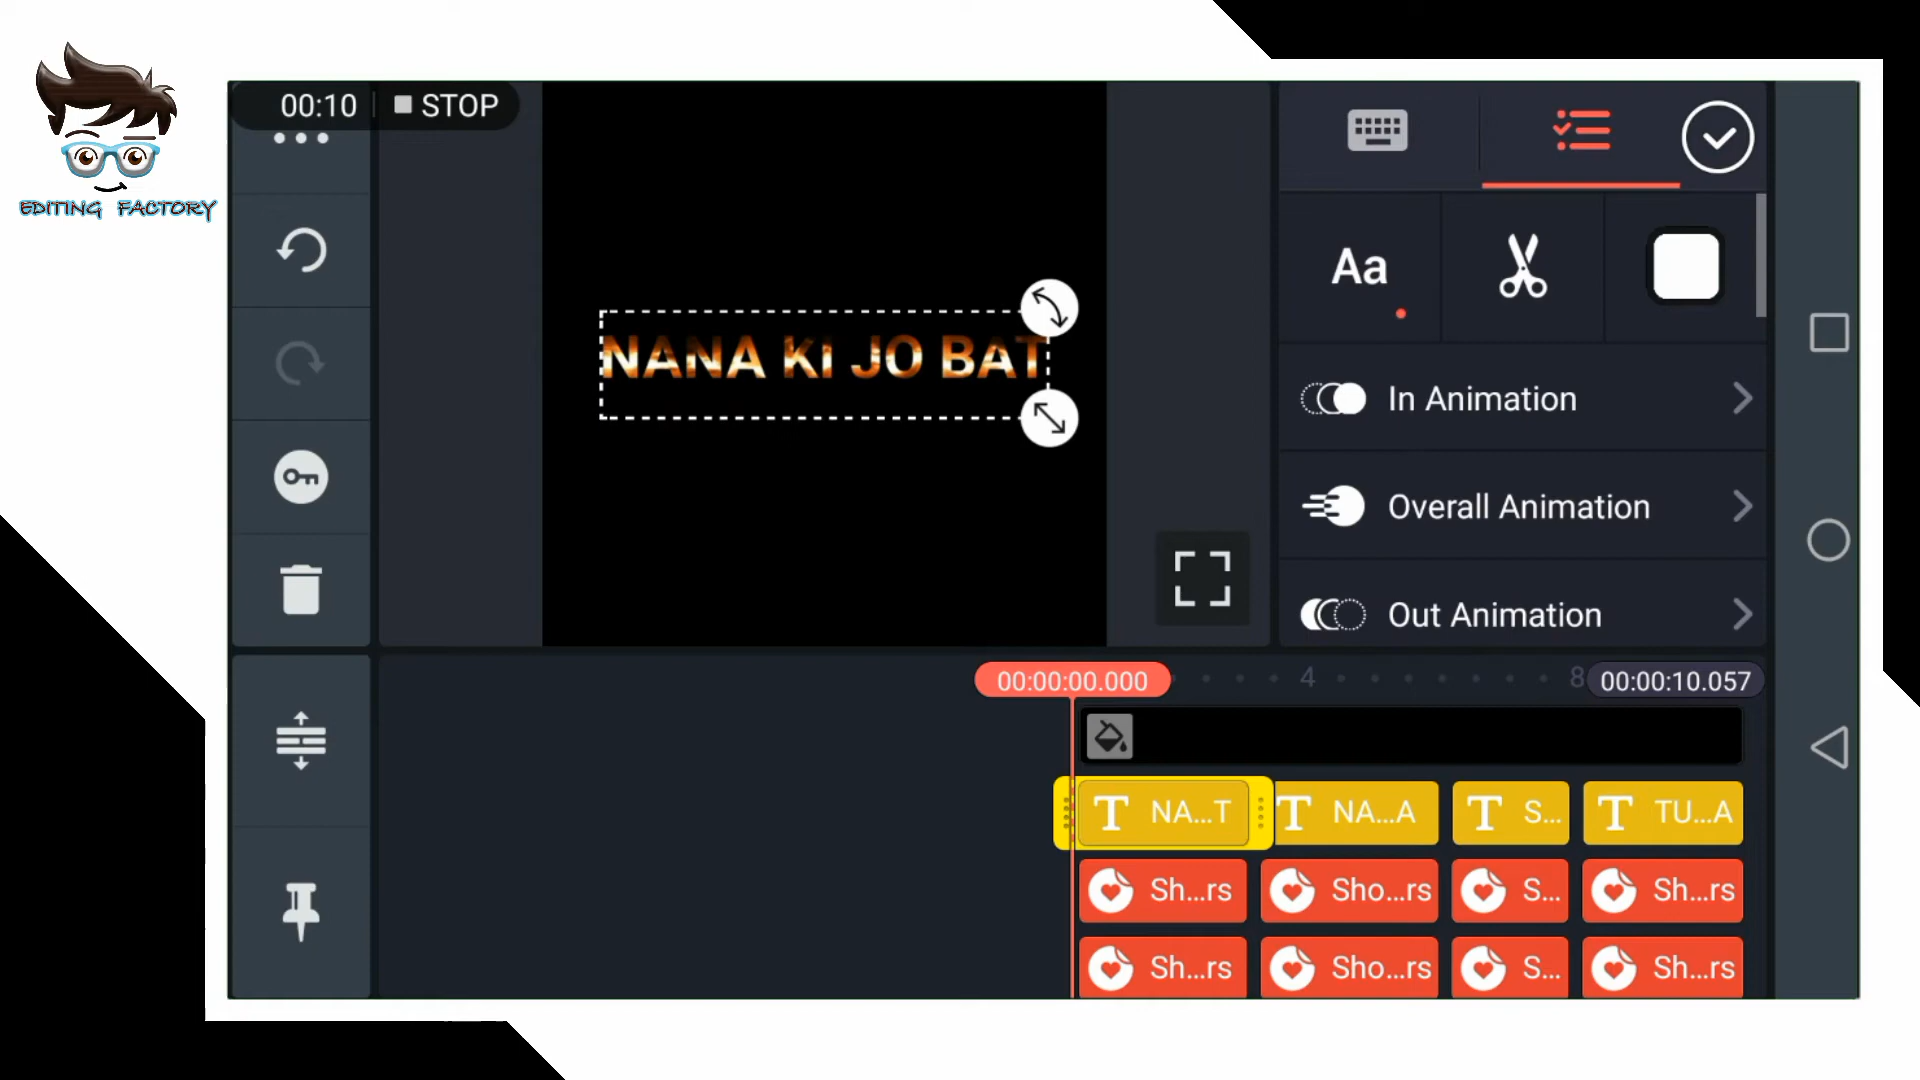 EDITING FACTORY
00:10 STOP
NANA KI JO BAT
Aa
In Animation
Overall Animation
Out Animation
00:00:00.000
4
8
00:00:10.057
T NA...T
T NA...A
T S...
T TU...A
Sh...rs
Sho...rs
S...
Sh...rs
Sh...rs
Sho...rs
S...
Sh...rs